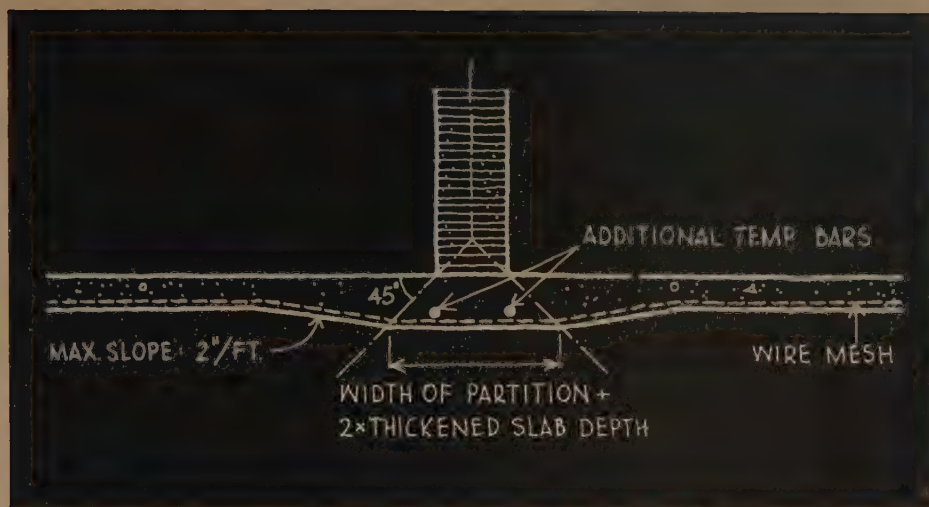 ADDITIONAL TEMP. BARS
45°
MAX. SLOPE 2"/FT.
WIRE MESH
WIDTH OF PARTITION +
2×THICKENED SLAB DEPTH